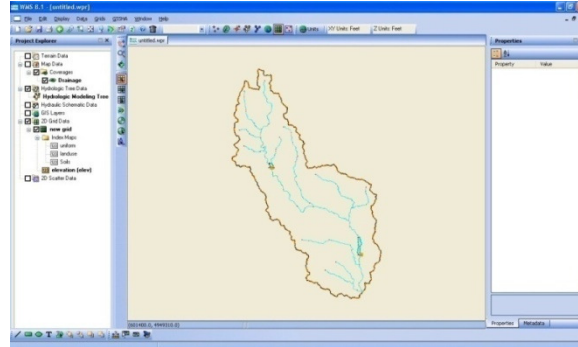 WMS 8.1 - [untitled.wpr]
File Edit Display Data Grids GSSHA Window Help
Units XY Units: Feet Z Units: Feet
Project Explorer
untitled.wpr
Properties
Property Value
Terrain Data
Map Data
Coverages
Drainage
Hydrologic Tree Data
Hydrologic Modeling Tree
Hydraulic Schematic Data
GIS Layers
2D Grid Data
new grid
Index Maps
uniform
landuse
Soils
elevation (elev)
2D Scatter Data
Properties Metadata